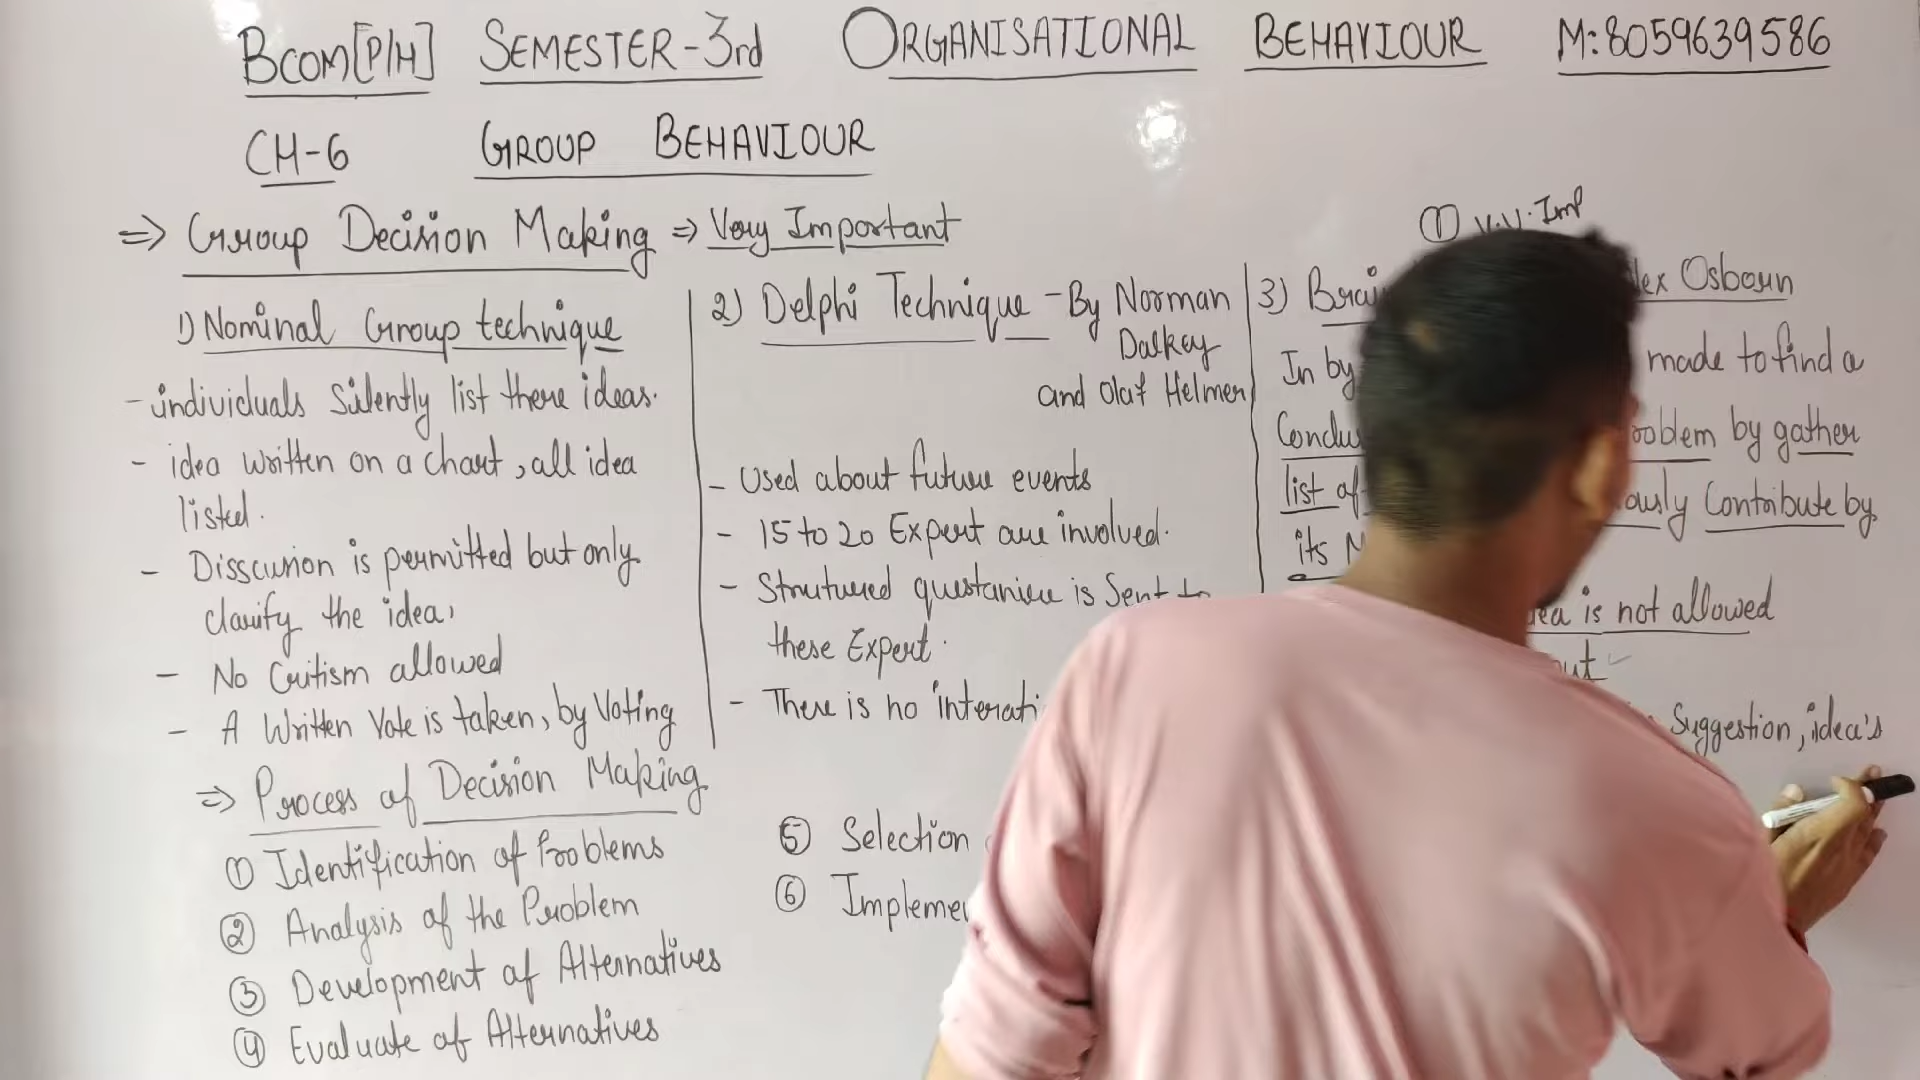 BCOM[P/H] SEMESTER-3rd ORGANISATIONAL BEHAVIOUR M:8059639586
CH-6 GROUP BEHAVIOUR
⇒ Group Decision Making ⇒ Very Important
① V.V.Imp
1) Nominal Group technique
- individuals Silently list there ideas.
- idea written on a chart, all idea
listed.
- Disscussion is permitted but only
clarify the idea,
- No Critism allowed
- A Written Vote is taken, by Voting
2) Delphi Technique - By Norman
Dalkey
and Olaf Helmer
- Used about future events
- 15 to 20 Expert are involved.
- Strutured questaniere is Sent to
these Expert.
- There is no interati
3) Brai lex Osborn
In by made to find a
Conclu roblem by gather
list of ously Contribute by
its M
ea is not allowed
out
Suggestion, idea's
⇒ Process of Decision Making
① Identification of Problems
② Analysis of the Problem
③ Development of Alternatives
④ Evaluate of Alternatives
⑤ Selection
⑥ Impleme